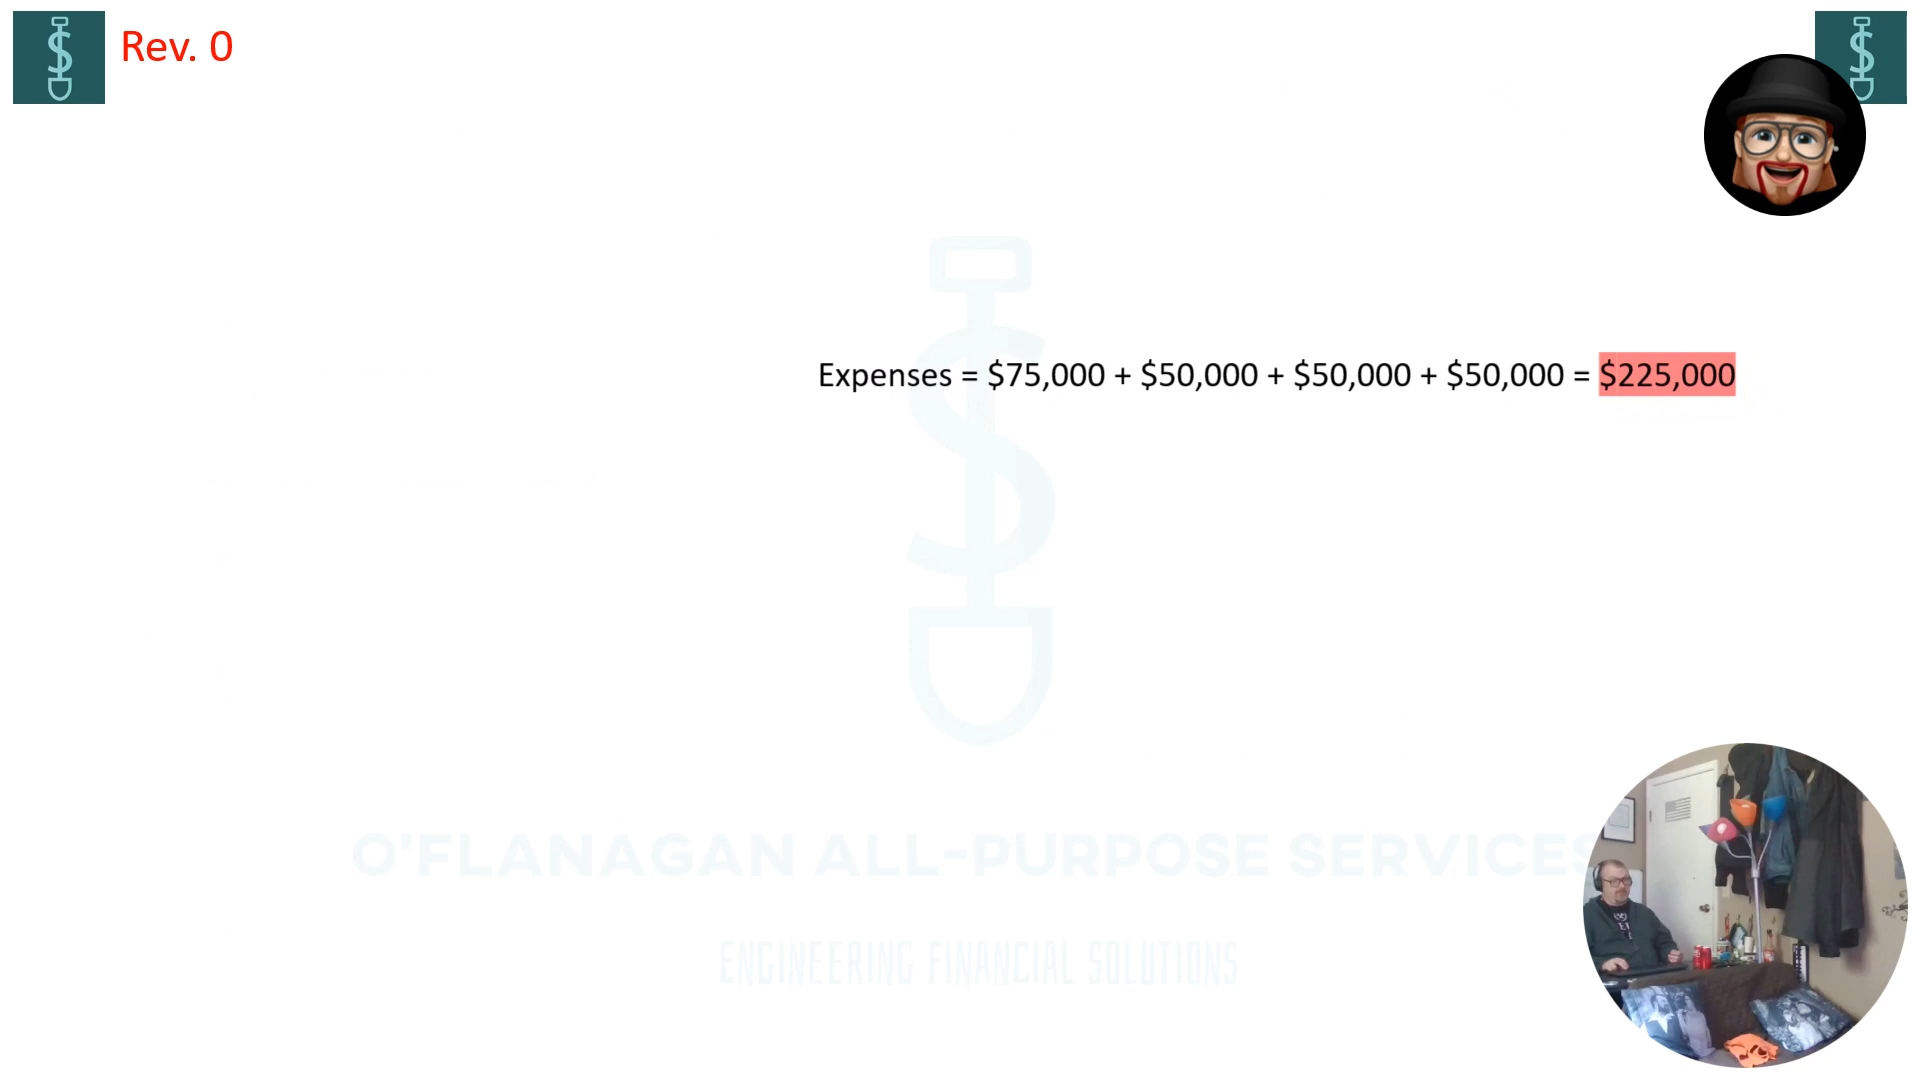 Rev. 0
Expenses = $75,000 + $50,000 + $50,000 + $50,000 = $225,000
O'FLANAGAN ALL-PURPOSE SERVICES
ENGINEERING FINANCIAL SOLUTIONS